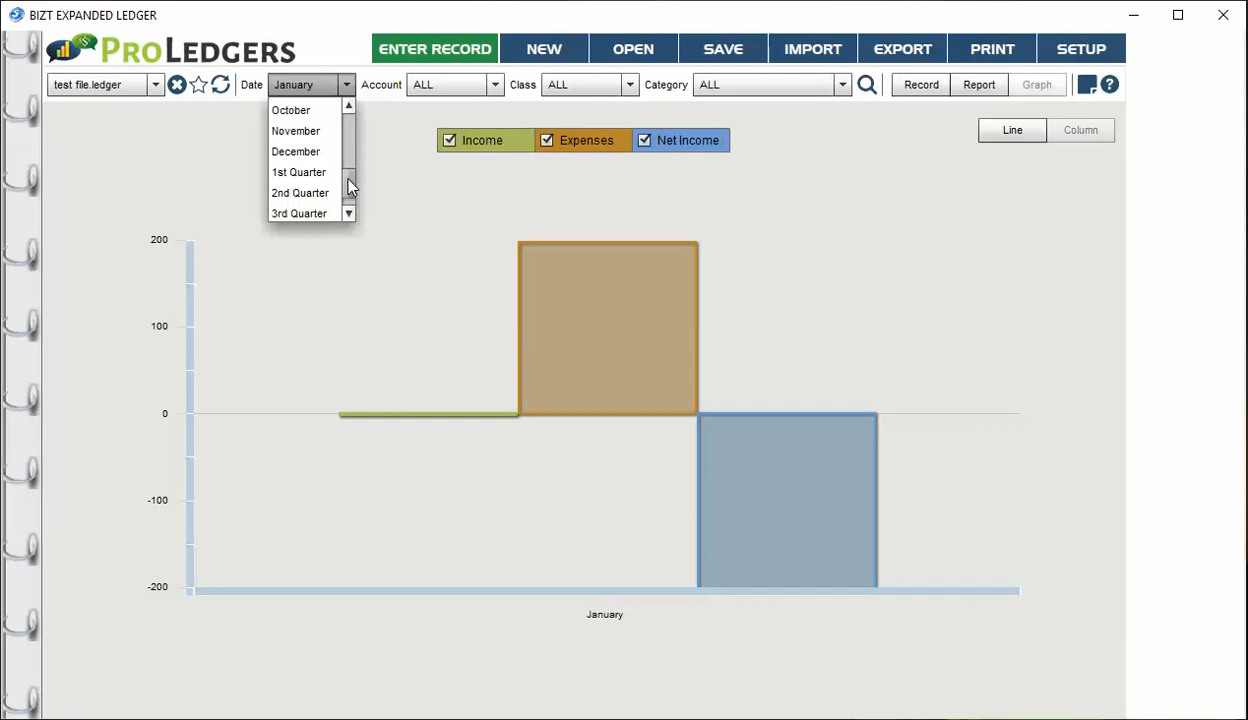 BIZT EXPANDED LEDGER
PROLEDGERS ENTER RECORD NEW OPEN SAVE IMPORT EXPORT PRINT SETUP
test file.ledger Date January Account ALL Class ALL Category ALL Record Report Graph
October
November
December
1st Quarter
2nd Quarter
3rd Quarter
Income Expenses Net Income
Line Column
200
100
0
-100
-200
January